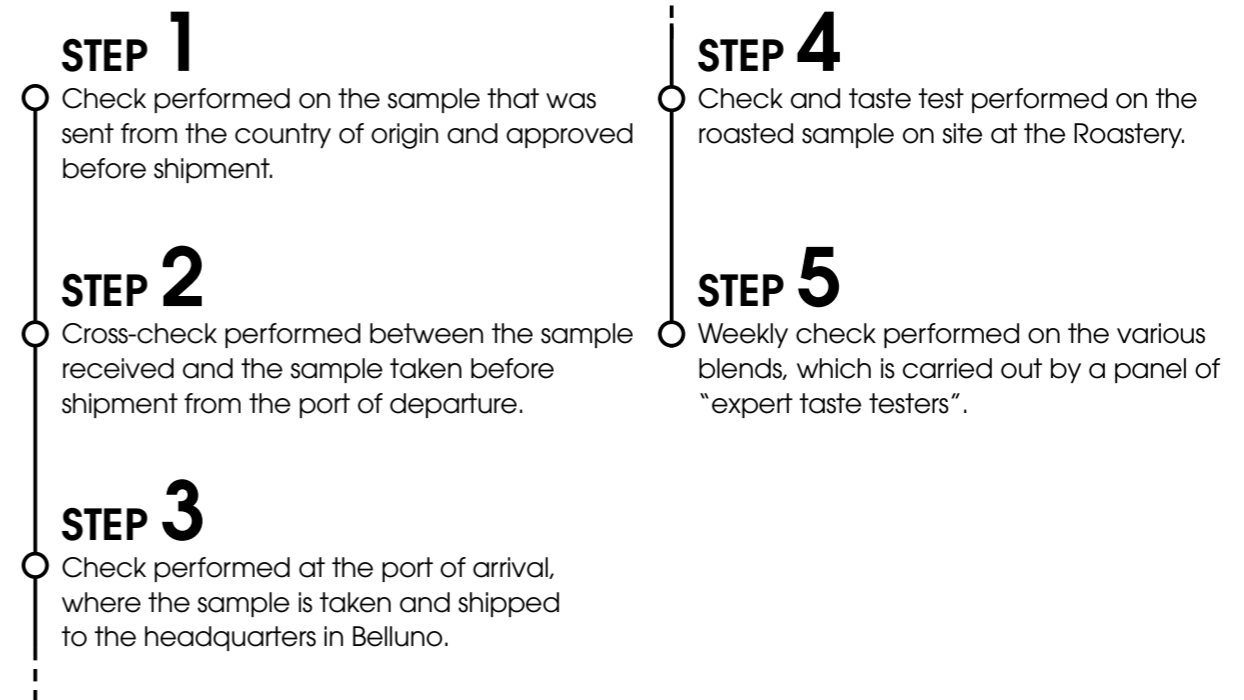 STEP 1
Check performed on the sample that was
sent from the country of origin and approved
before shipment.
STEP 2
Cross-check performed between the sample
received and the sample taken before
shipment from the port of departure.
STEP 3
Check performed at the port of arrival,
where the sample is taken and shipped
to the headquarters in Belluno.
STEP 4
Check and taste test performed on the
roasted sample on site at the Roastery.
STEP 5
Weekly check performed on the various
blends, which is carried out by a panel of
“expert taste testers”.